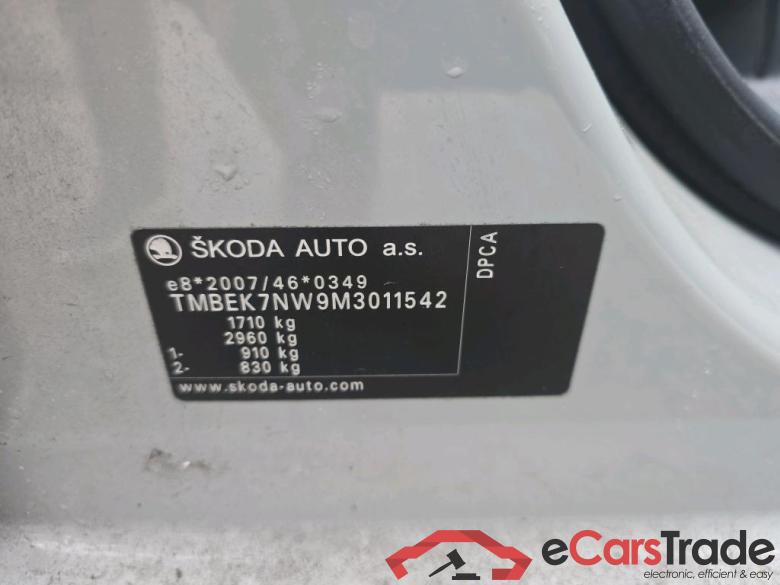 ŠKODA AUTO a.s.
DPCA
e8*2007/46*0349
TMBEK7NW9M3011542
1710 kg
2960 kg
1- 910 kg
2- 830 kg
www.skoda-auto.com
eCarsTrade
electronic, efficient & easy